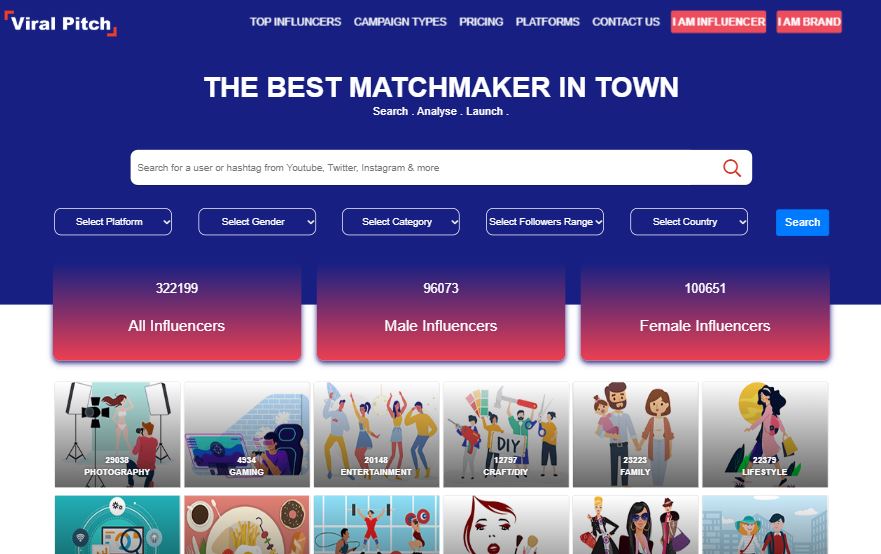 Viral Pitch
TOP INFLUNCERS CAMPAIGN TYPES PRICING PLATFORMS CONTACT US I AM INFLUENCER I AM BRAND
THE BEST MATCHMAKER IN TOWN
Search . Analyse . Launch .
Search for a user or hashtag from Youtube, Twitter, Instagram & more
Select Platform Select Gender Select Category Select Followers Range Select Country Search
322199 96073 100651
All Influencers Male Influencers Female Influencers
DIY
29038 4934 20148 12797 23223 22379
PHOTOGRAPHY GAMING ENTERTAINMENT CRAFT/DIY FAMILY LIFESTYLE